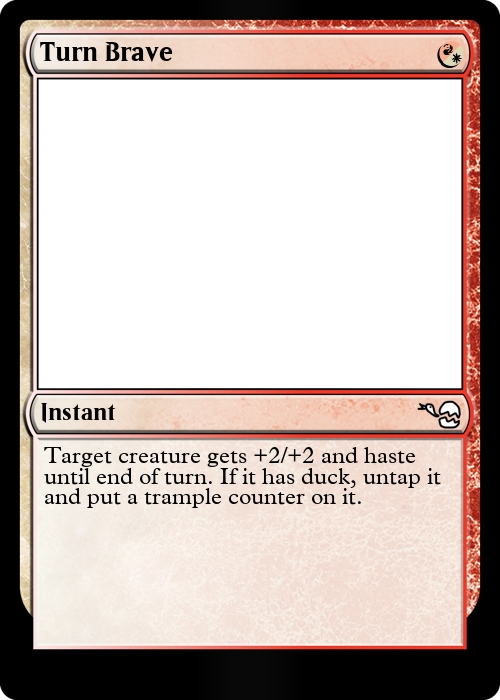 Turn Brave
Instant
Target creature gets +2/+2 and haste
until end of turn. If it has duck, untap it
and put a trample counter on it.